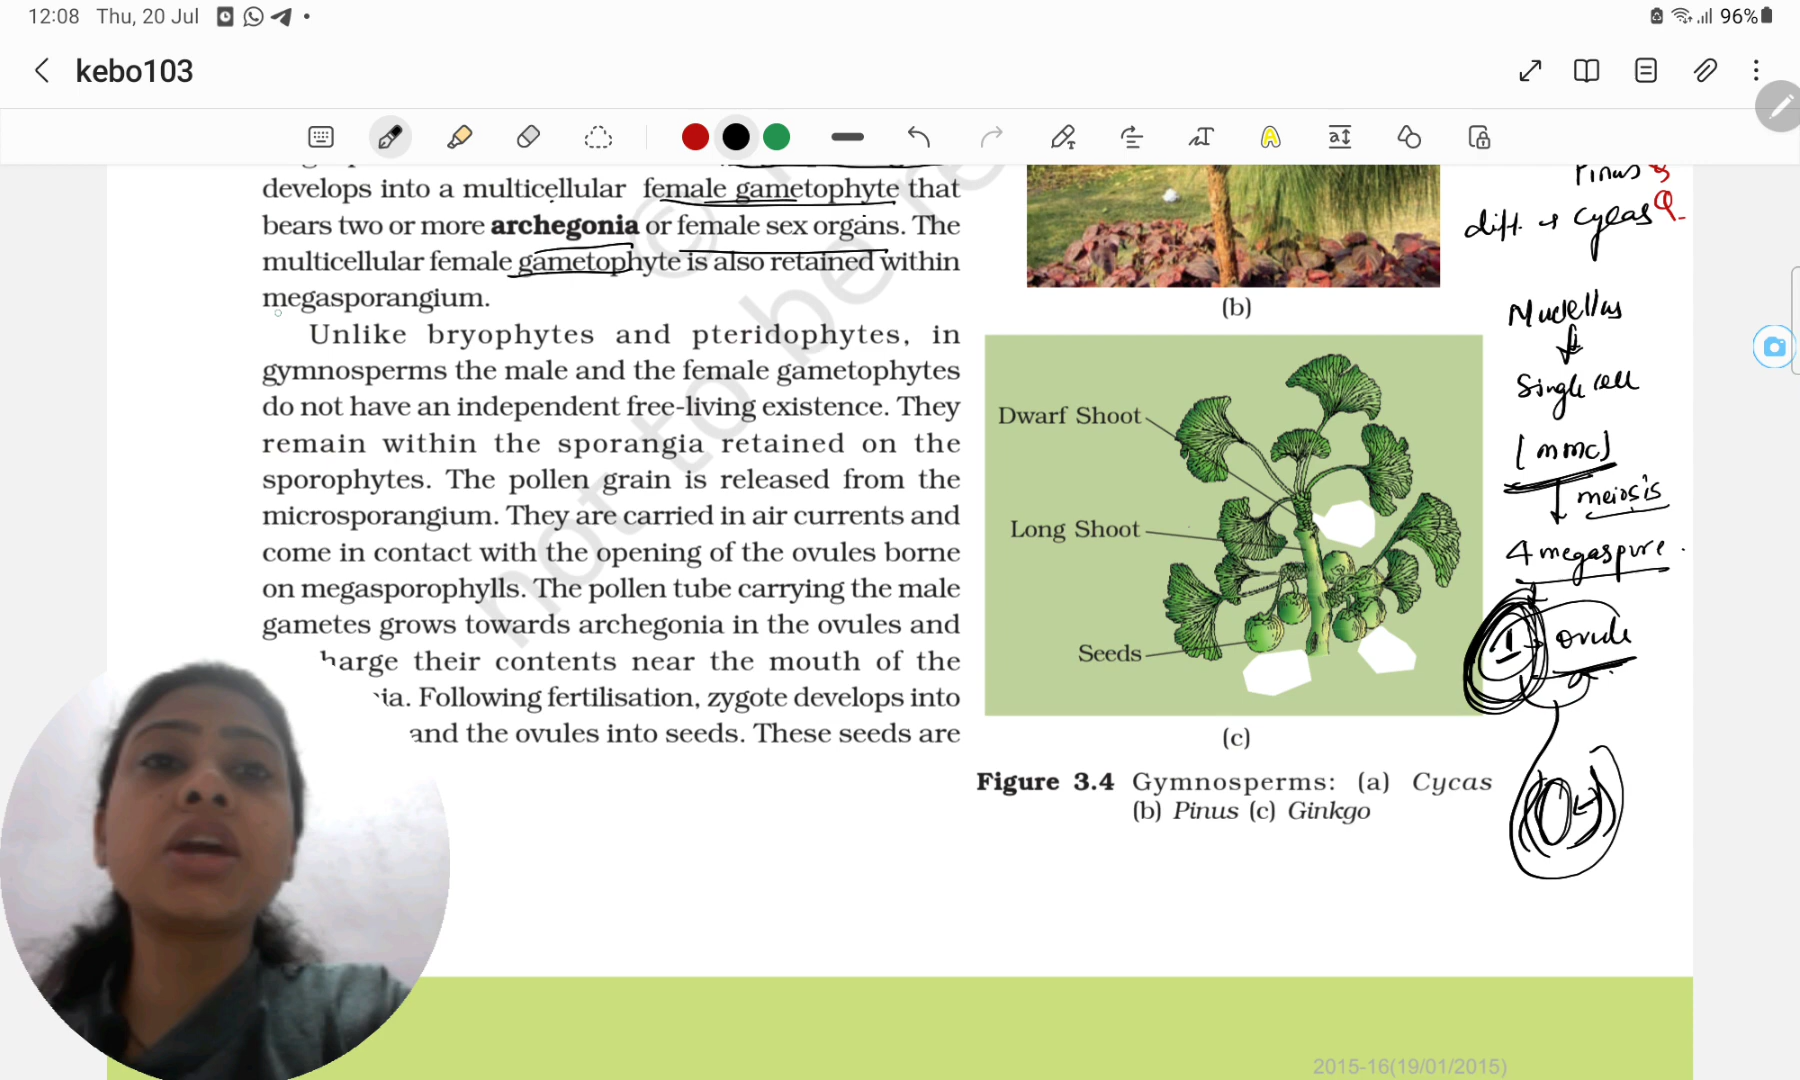 12:08 Thu, 20 Jul
96%
kebo103
develops into a multicellular female gametophyte that
bears two or more archegonia or female sex organs. The
multicellular female gametophyte is also retained within
megasporangium.
Unlike bryophytes and pteridophytes, in
gymnosperms the male and the female gametophytes
do not have an independent free-living existence. They
remain within the sporangia retained on the
sporophytes. The pollen grain is released from the
microsporangium. They are carried in air currents and
come in contact with the opening of the ovules borne
on megasporophylls. The pollen tube carrying the male
gametes grows towards archegonia in the ovules and
harge their contents near the mouth of the
ia. Following fertilisation, zygote develops into
and the ovules into seeds. These seeds are
©
not to be re
(b)
Dwarf Shoot
Long Shoot
Seeds
(c)
Figure 3.4 Gymnosperms: (a) Cycas
(b) Pinus (c) Ginkgo
Pinus
diff. → Cycas
Nucellus
Single cell
[mmc]
meiosis
4 megaspore
1
ovule
2015-16(19/01/2015)